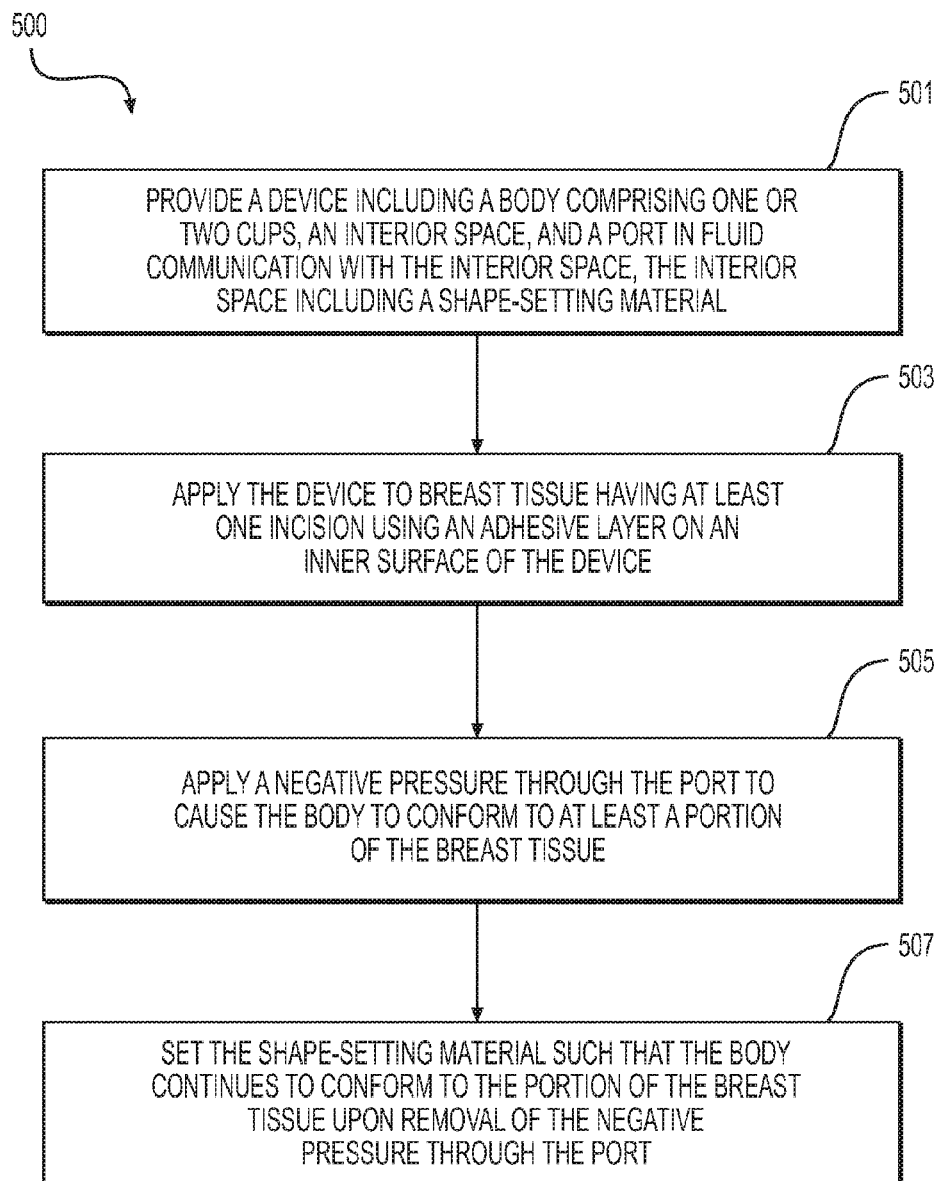 500
501
PROVIDE A DEVICE INCLUDING A BODY COMPRISING ONE OR
TWO CUPS, AN INTERIOR SPACE, AND A PORT IN FLUID
COMMUNICATION WITH THE INTERIOR SPACE, THE INTERIOR
SPACE INCLUDING A SHAPE-SETTING MATERIAL
503
APPLY THE DEVICE TO BREAST TISSUE HAVING AT LEAST
ONE INCISION USING AN ADHESIVE LAYER ON AN
INNER SURFACE OF THE DEVICE
505
APPLY A NEGATIVE PRESSURE THROUGH THE PORT TO
CAUSE THE BODY TO CONFORM TO AT LEAST A PORTION
OF THE BREAST TISSUE
507
SET THE SHAPE-SETTING MATERIAL SUCH THAT THE BODY
CONTINUES TO CONFORM TO THE PORTION OF THE BREAST
TISSUE UPON REMOVAL OF THE NEGATIVE
PRESSURE THROUGH THE PORT